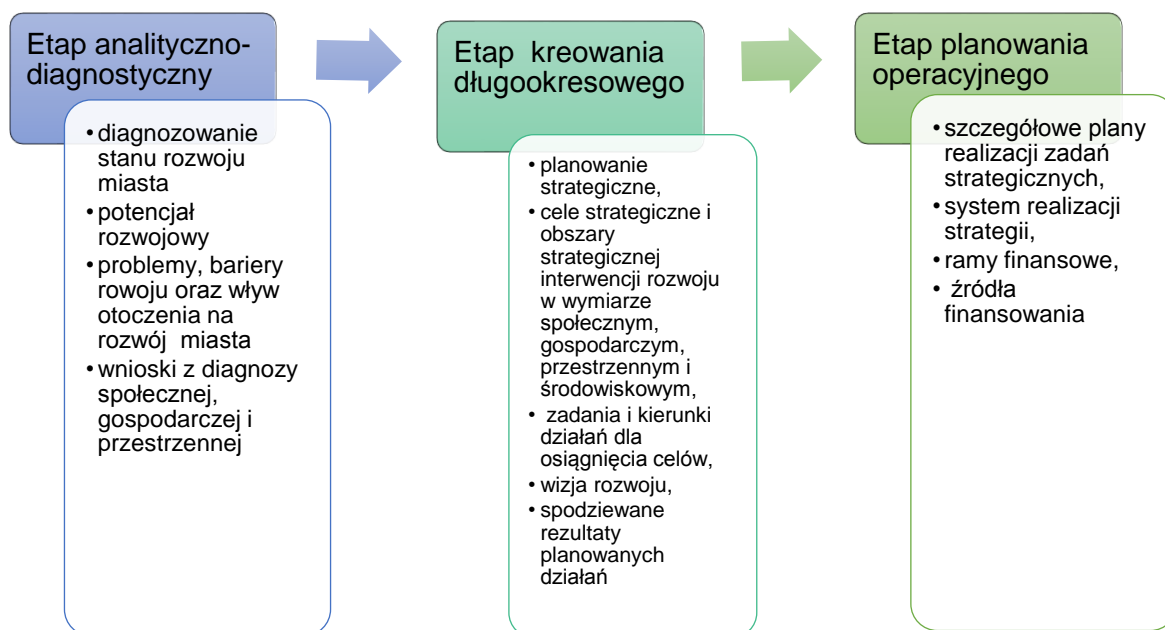 Etap analityczno-
diagnostyczny
• diagnozowanie
stanu rozwoju
miasta
• potencjał
rozwojowy
• problemy, bariery
rowoju oraz wływ
otoczenia na
rozwój miasta
• wnioski z diagnozy
społecznej,
gospodarczej i
przestrzennej
Etap kreowania
długookresowego
• planowanie
strategiczne,
• cele strategiczne i
obszary
strategicznej
interwencji rozwoju
w wymiarze
społecznym,
gospodarczym,
przestrzennym i
środowiskowym,
• zadania i kierunki
działań dla
osiągnięcia celów,
• wizja rozwoju,
• spodziewane
rezultaty
planowanych
działań
Etap planowania
operacyjnego
• szczegółowe plany
realizacji zadań
strategicznych,
• system realizacji
strategii,
• ramy finansowe,
• źródła
finansowania